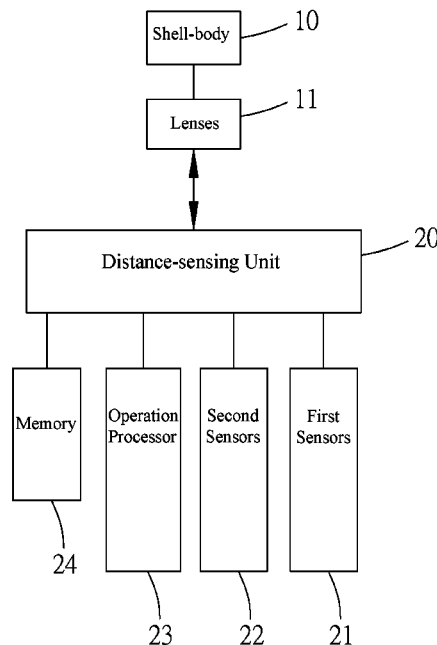 10
Shell-body
11
Lenses
20
Distance-sensing Unit
Memory
Operation
Processor
Second
Sensors
First
Sensors
24
23
22
21